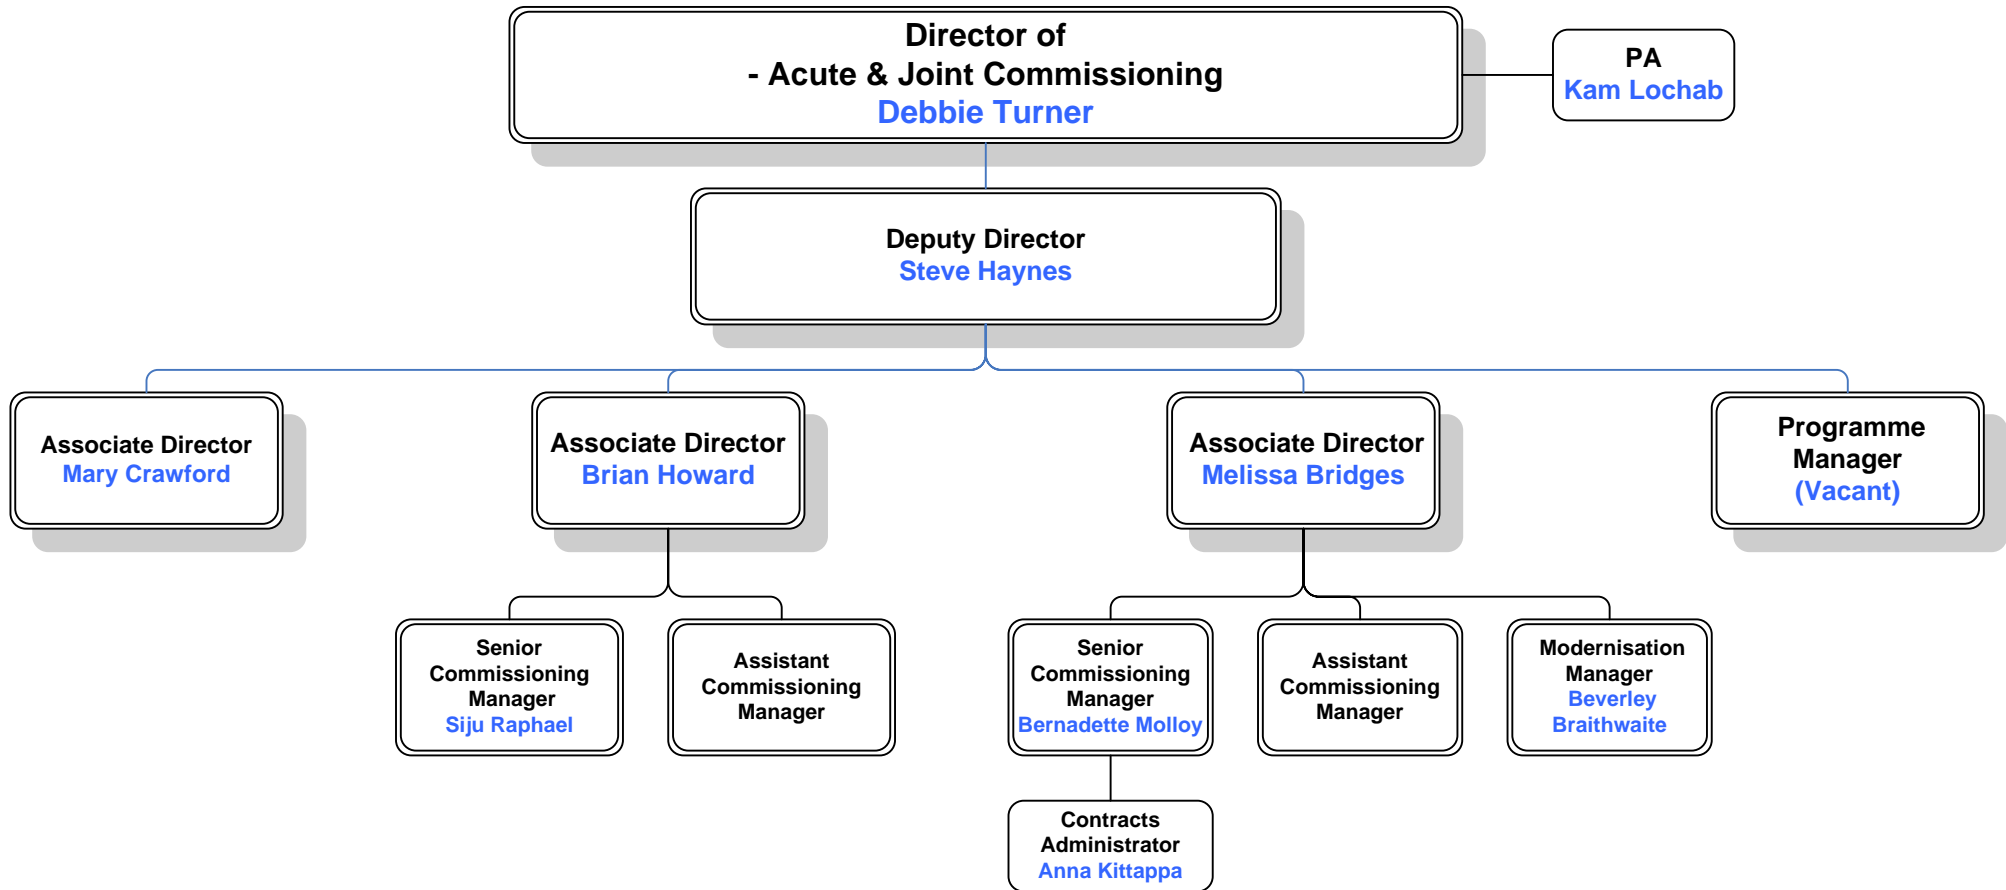 Director of
- Acute & Joint Commissioning
Debbie Turner
PA
Kam Lochab
Deputy Director
Steve Haynes
Associate Director
Mary Crawford
Associate Director
Brian Howard
Associate Director
Melissa Bridges
Programme
Manager
(Vacant)
Senior
Commissioning
Manager
Siju Raphael
Assistant
Commissioning
Manager
Senior
Commissioning
Manager
Bernadette Molloy
Assistant
Commissioning
Manager
Modernisation
Manager
Beverley
Braithwaite
Contracts
Administrator
Anna Kittappa